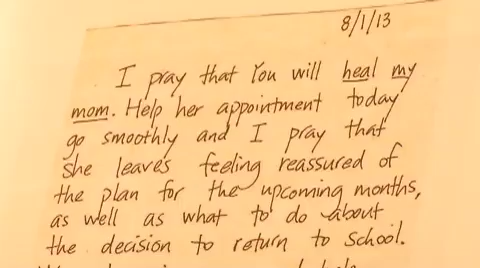 8/1/13
I pray that You will heal my
mom. Help her appointment today
go smoothly and I pray that
she leaves feeling reassured of
the plan for the upcoming months,
as well as what to do about
the decision to return to school.